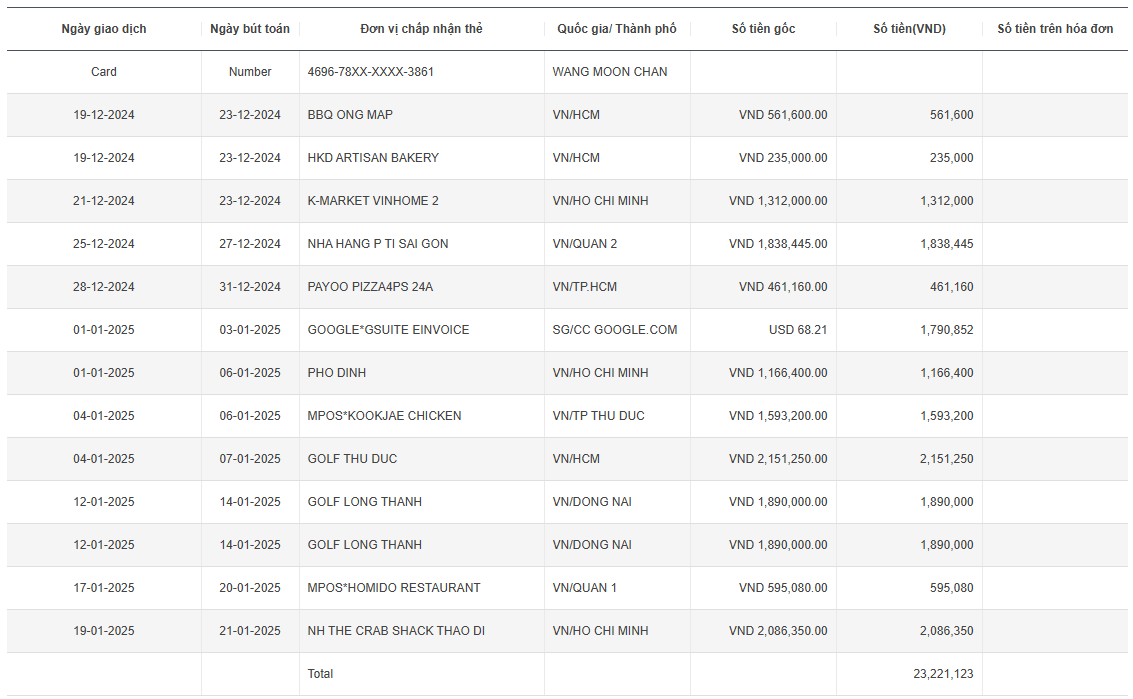 Ngày giao dịch Ngày bút toán Đơn vị chấp nhận thẻ Quốc gia/ Thành phố Số tiền gốc Số tiền(VND) Số tiền trên hóa đơn
Card Number 4696-78XX-XXXX-3861 WANG MOON CHAN
19-12-2024 23-12-2024 BBQ ONG MAP VN/HCM VND 561,600.00 561,600
19-12-2024 23-12-2024 HKD ARTISAN BAKERY VN/HCM VND 235,000.00 235,000
21-12-2024 23-12-2024 K-MARKET VINHOME 2 VN/HO CHI MINH VND 1,312,000.00 1,312,000
25-12-2024 27-12-2024 NHA HANG P TI SAI GON VN/QUAN 2 VND 1,838,445.00 1,838,445
28-12-2024 31-12-2024 PAYOO PIZZA4PS 24A VN/TP.HCM VND 461,160.00 461,160
01-01-2025 03-01-2025 GOOGLE*GSUITE EINVOICE SG/CC GOOGLE.COM USD 68.21 1,790,852
01-01-2025 06-01-2025 PHO DINH VN/HO CHI MINH VND 1,166,400.00 1,166,400
04-01-2025 06-01-2025 MPOS*KOOKJAE CHICKEN VN/TP THU DUC VND 1,593,200.00 1,593,200
04-01-2025 07-01-2025 GOLF THU DUC VN/HCM VND 2,151,250.00 2,151,250
12-01-2025 14-01-2025 GOLF LONG THANH VN/DONG NAI VND 1,890,000.00 1,890,000
12-01-2025 14-01-2025 GOLF LONG THANH VN/DONG NAI VND 1,890,000.00 1,890,000
17-01-2025 20-01-2025 MPOS*HOMIDO RESTAURANT VN/QUAN 1 VND 595,080.00 595,080
19-01-2025 21-01-2025 NH THE CRAB SHACK THAO DI VN/HO CHI MINH VND 2,086,350.00 2,086,350
Total 23,221,123